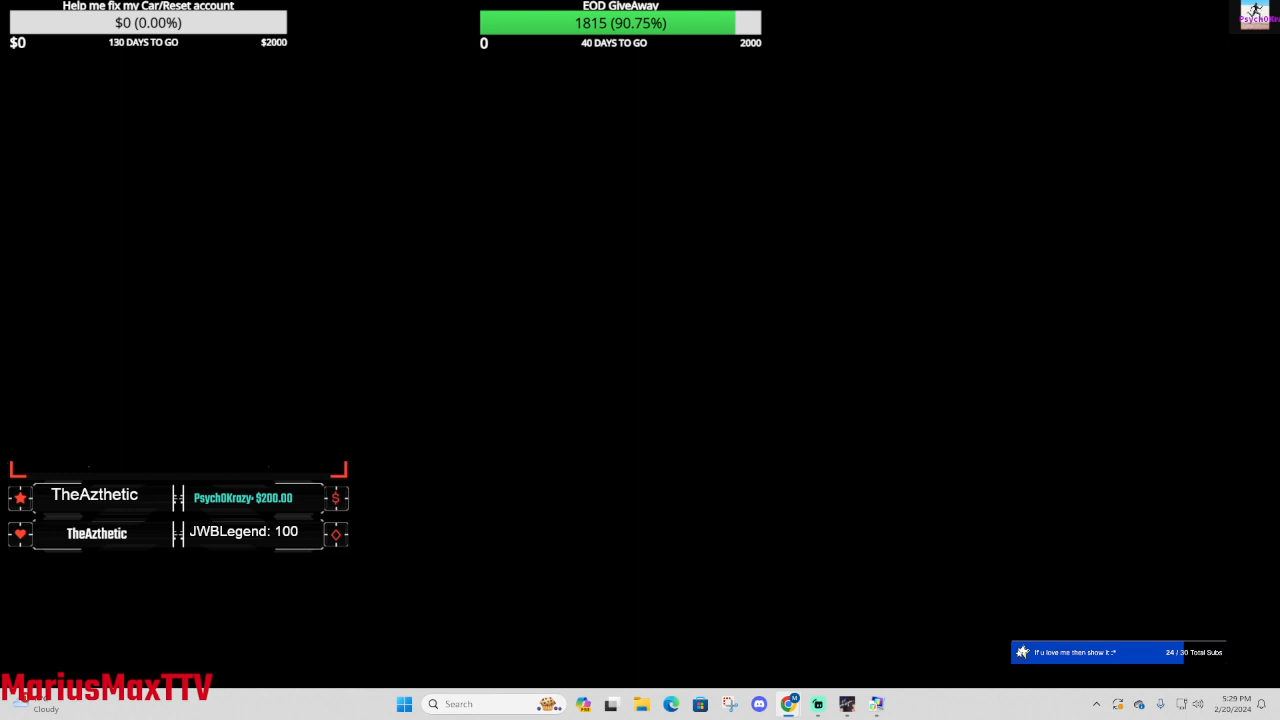 Help me fix my Car/Reset account
$0 (0.00%)
$0 130 DAYS TO GO $2000
EOD GiveAway
1815 (90.75%)
0 40 DAYS TO GO 2000
TheAzthetic PsychOKrazy: $200.00
TheAzthetic JWBLegend: 100
If u love me then show it :* 24 / 30 Total Subs
MariusMaxTTV
Cloudy
Search
5:29 PM
2/20/2024